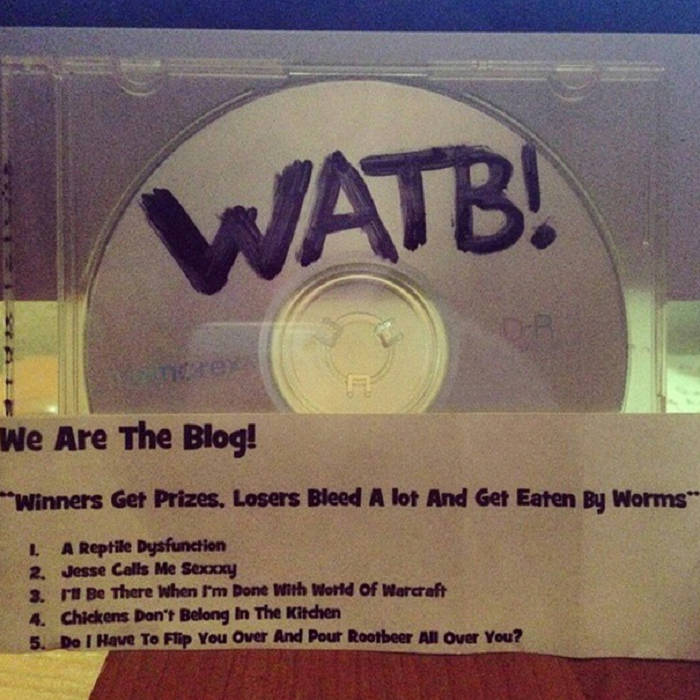 WATB!
memorex
D-R
We Are The Blog!
""Winners Get Prizes. Losers Bleed A lot And Get Eaten By Worms""
1. A Reptile Dysfunction
2. Jesse Calls Me Sexxxy
3. I'll Be There When I'm Done With World Of Warcraft
4. Chickens Don't Belong In The Kitchen
5. Do I Have To Flip You Over And Pour Rootbeer All Over You?